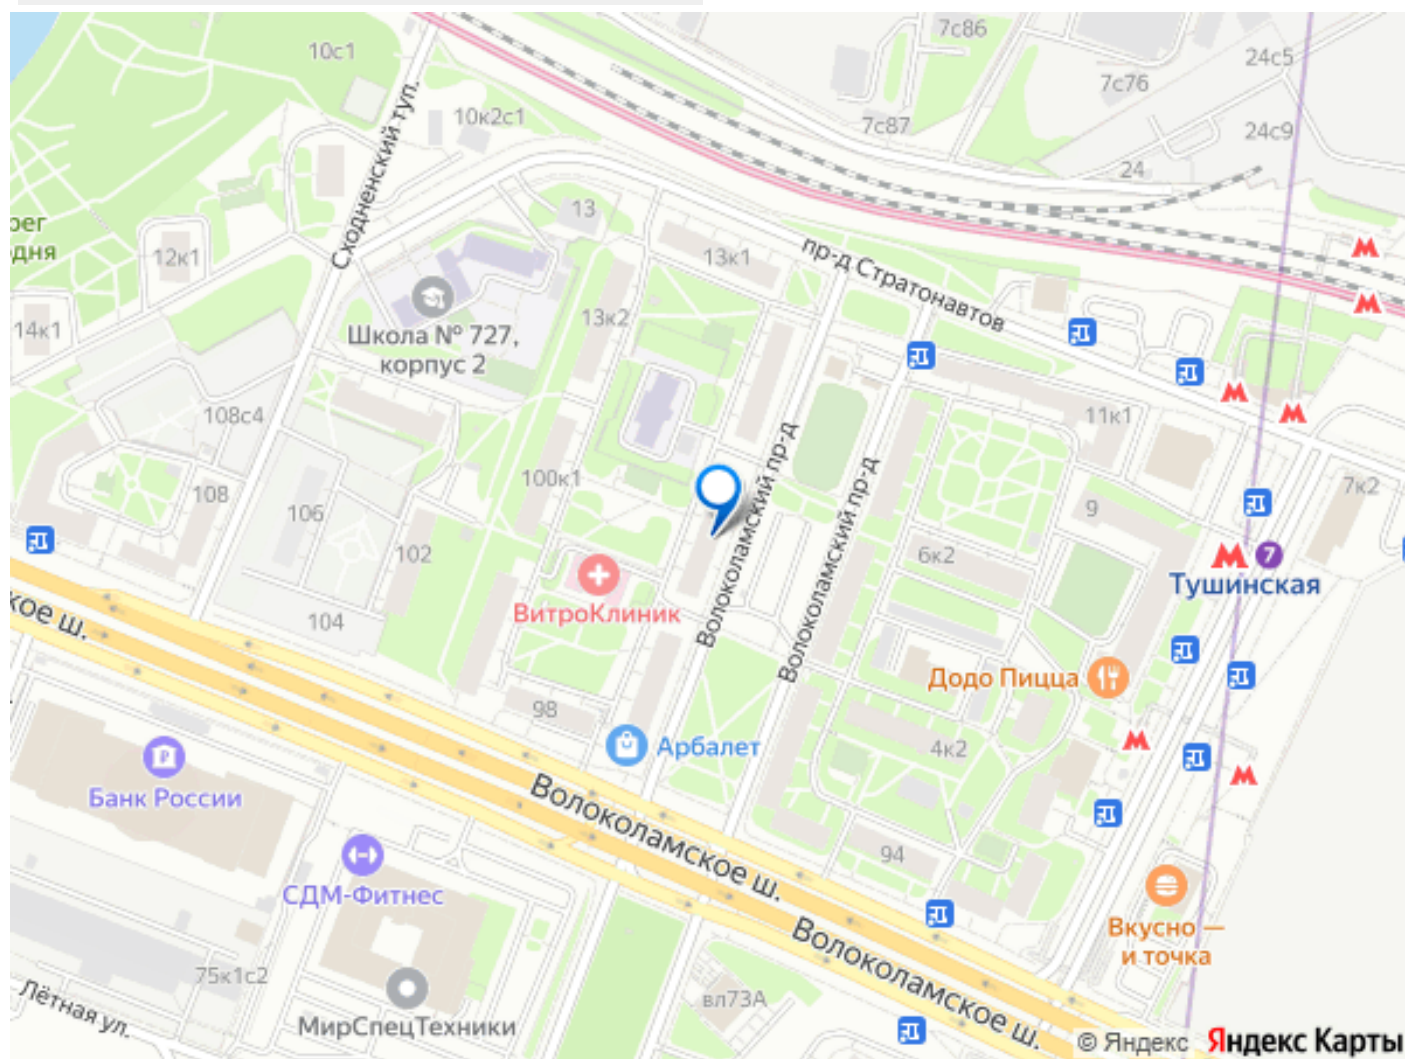 10с1
7с86
24с5
7с76
10к2с1
7с87
24с9
24
Сходненский туп.
13
рег
дня
12к1
13к1
пр-д Стратонавтов
13к2
14к1
Школа № 727,
корпус 2
108с4
11к1
Волоколамский пр-д
Волоколамский пр-д
100к1
108
106
7к2
9
102
6к2
7
Тушинская
ВитроКлиник
кое ш.
104
Додо Пицца
98
Арбалет
4к2
Банк России
Волоколамское ш.
94
СДМ-Фитнес
Вкусно —
и точка
Волоколамское ш.
75к1с2
вл73А
Лётная ул.
МирСпецТехники
© Яндекс Яндекс Карты